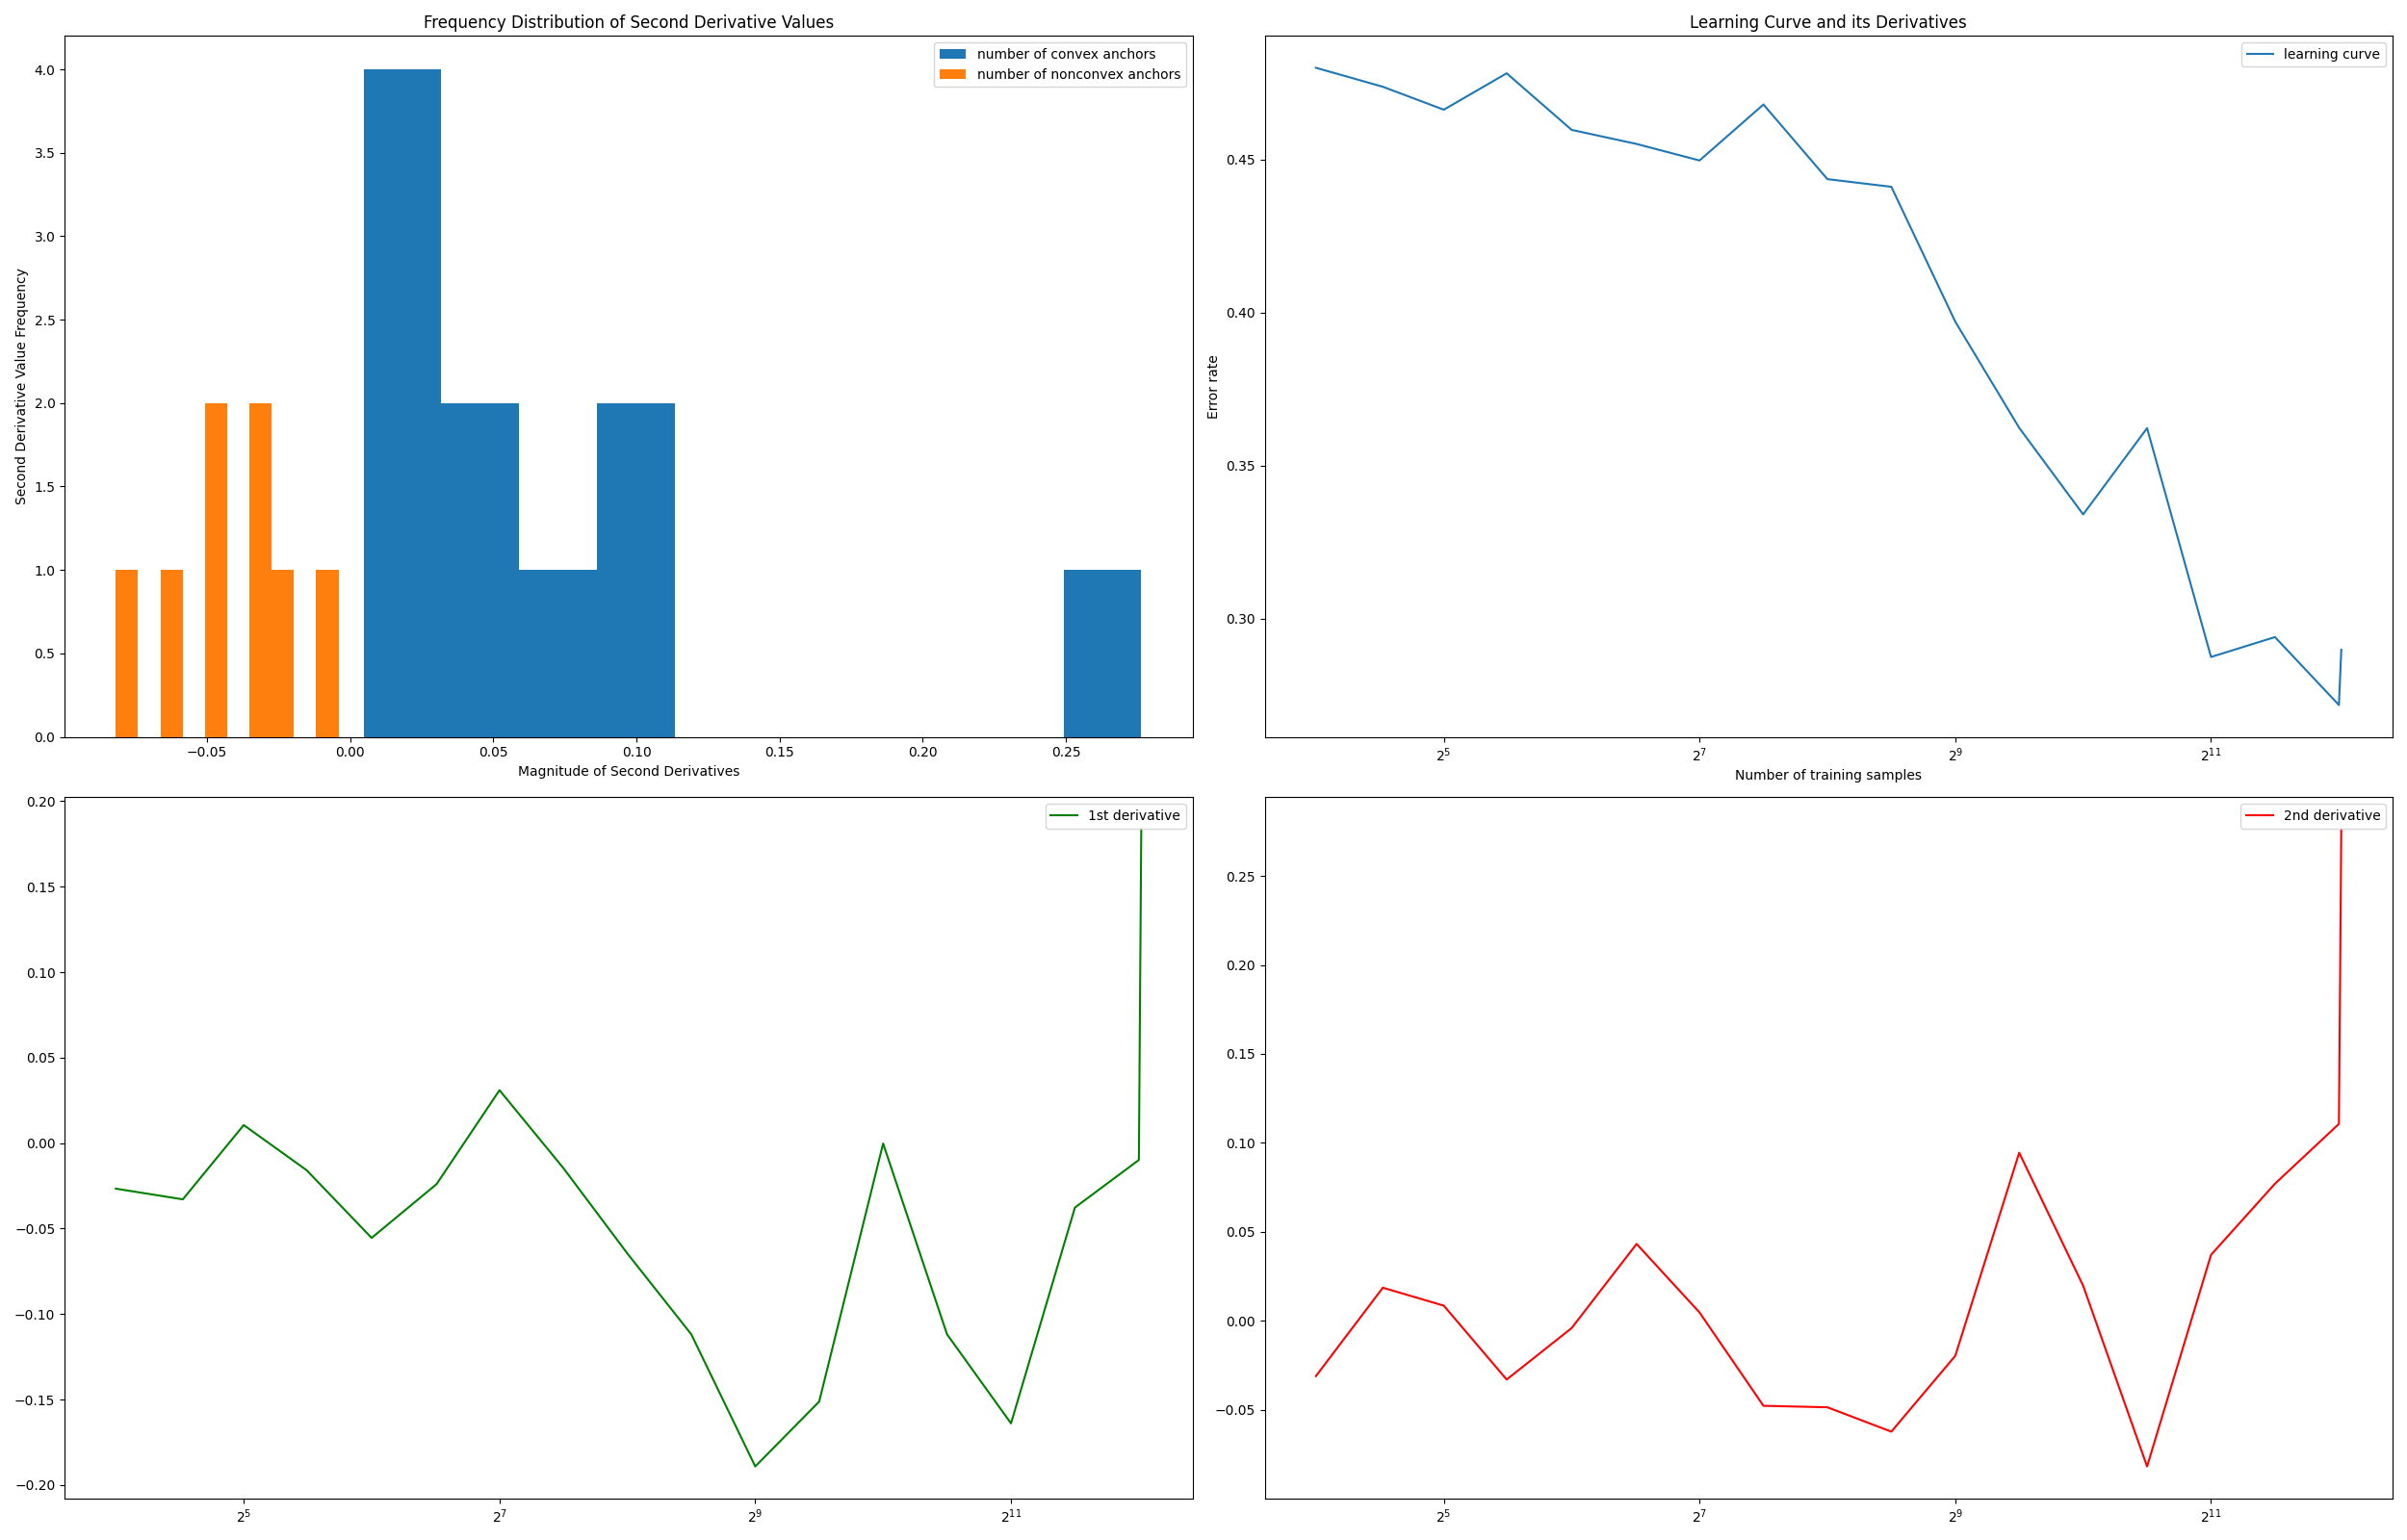 Frequency Distribution of Second Derivative Values
number of convex anchors
number of nonconvex anchors
Second Derivative Value Frequency
4.0
3.5
3.0
2.5
2.0
1.5
1.0
0.5
0.0
−0.05 0.00 0.05 0.10 0.15 0.20 0.25
Magnitude of Second Derivatives
Learning Curve and its Derivatives
learning curve
Error rate
0.45
0.40
0.35
0.30
2^5 2^7 2^9 2^11
Number of training samples
1st derivative
0.20
0.15
0.10
0.05
0.00
−0.05
−0.10
−0.15
−0.20
2^5 2^7 2^9 2^11
2nd derivative
0.25
0.20
0.15
0.10
0.05
0.00
−0.05
2^5 2^7 2^9 2^11